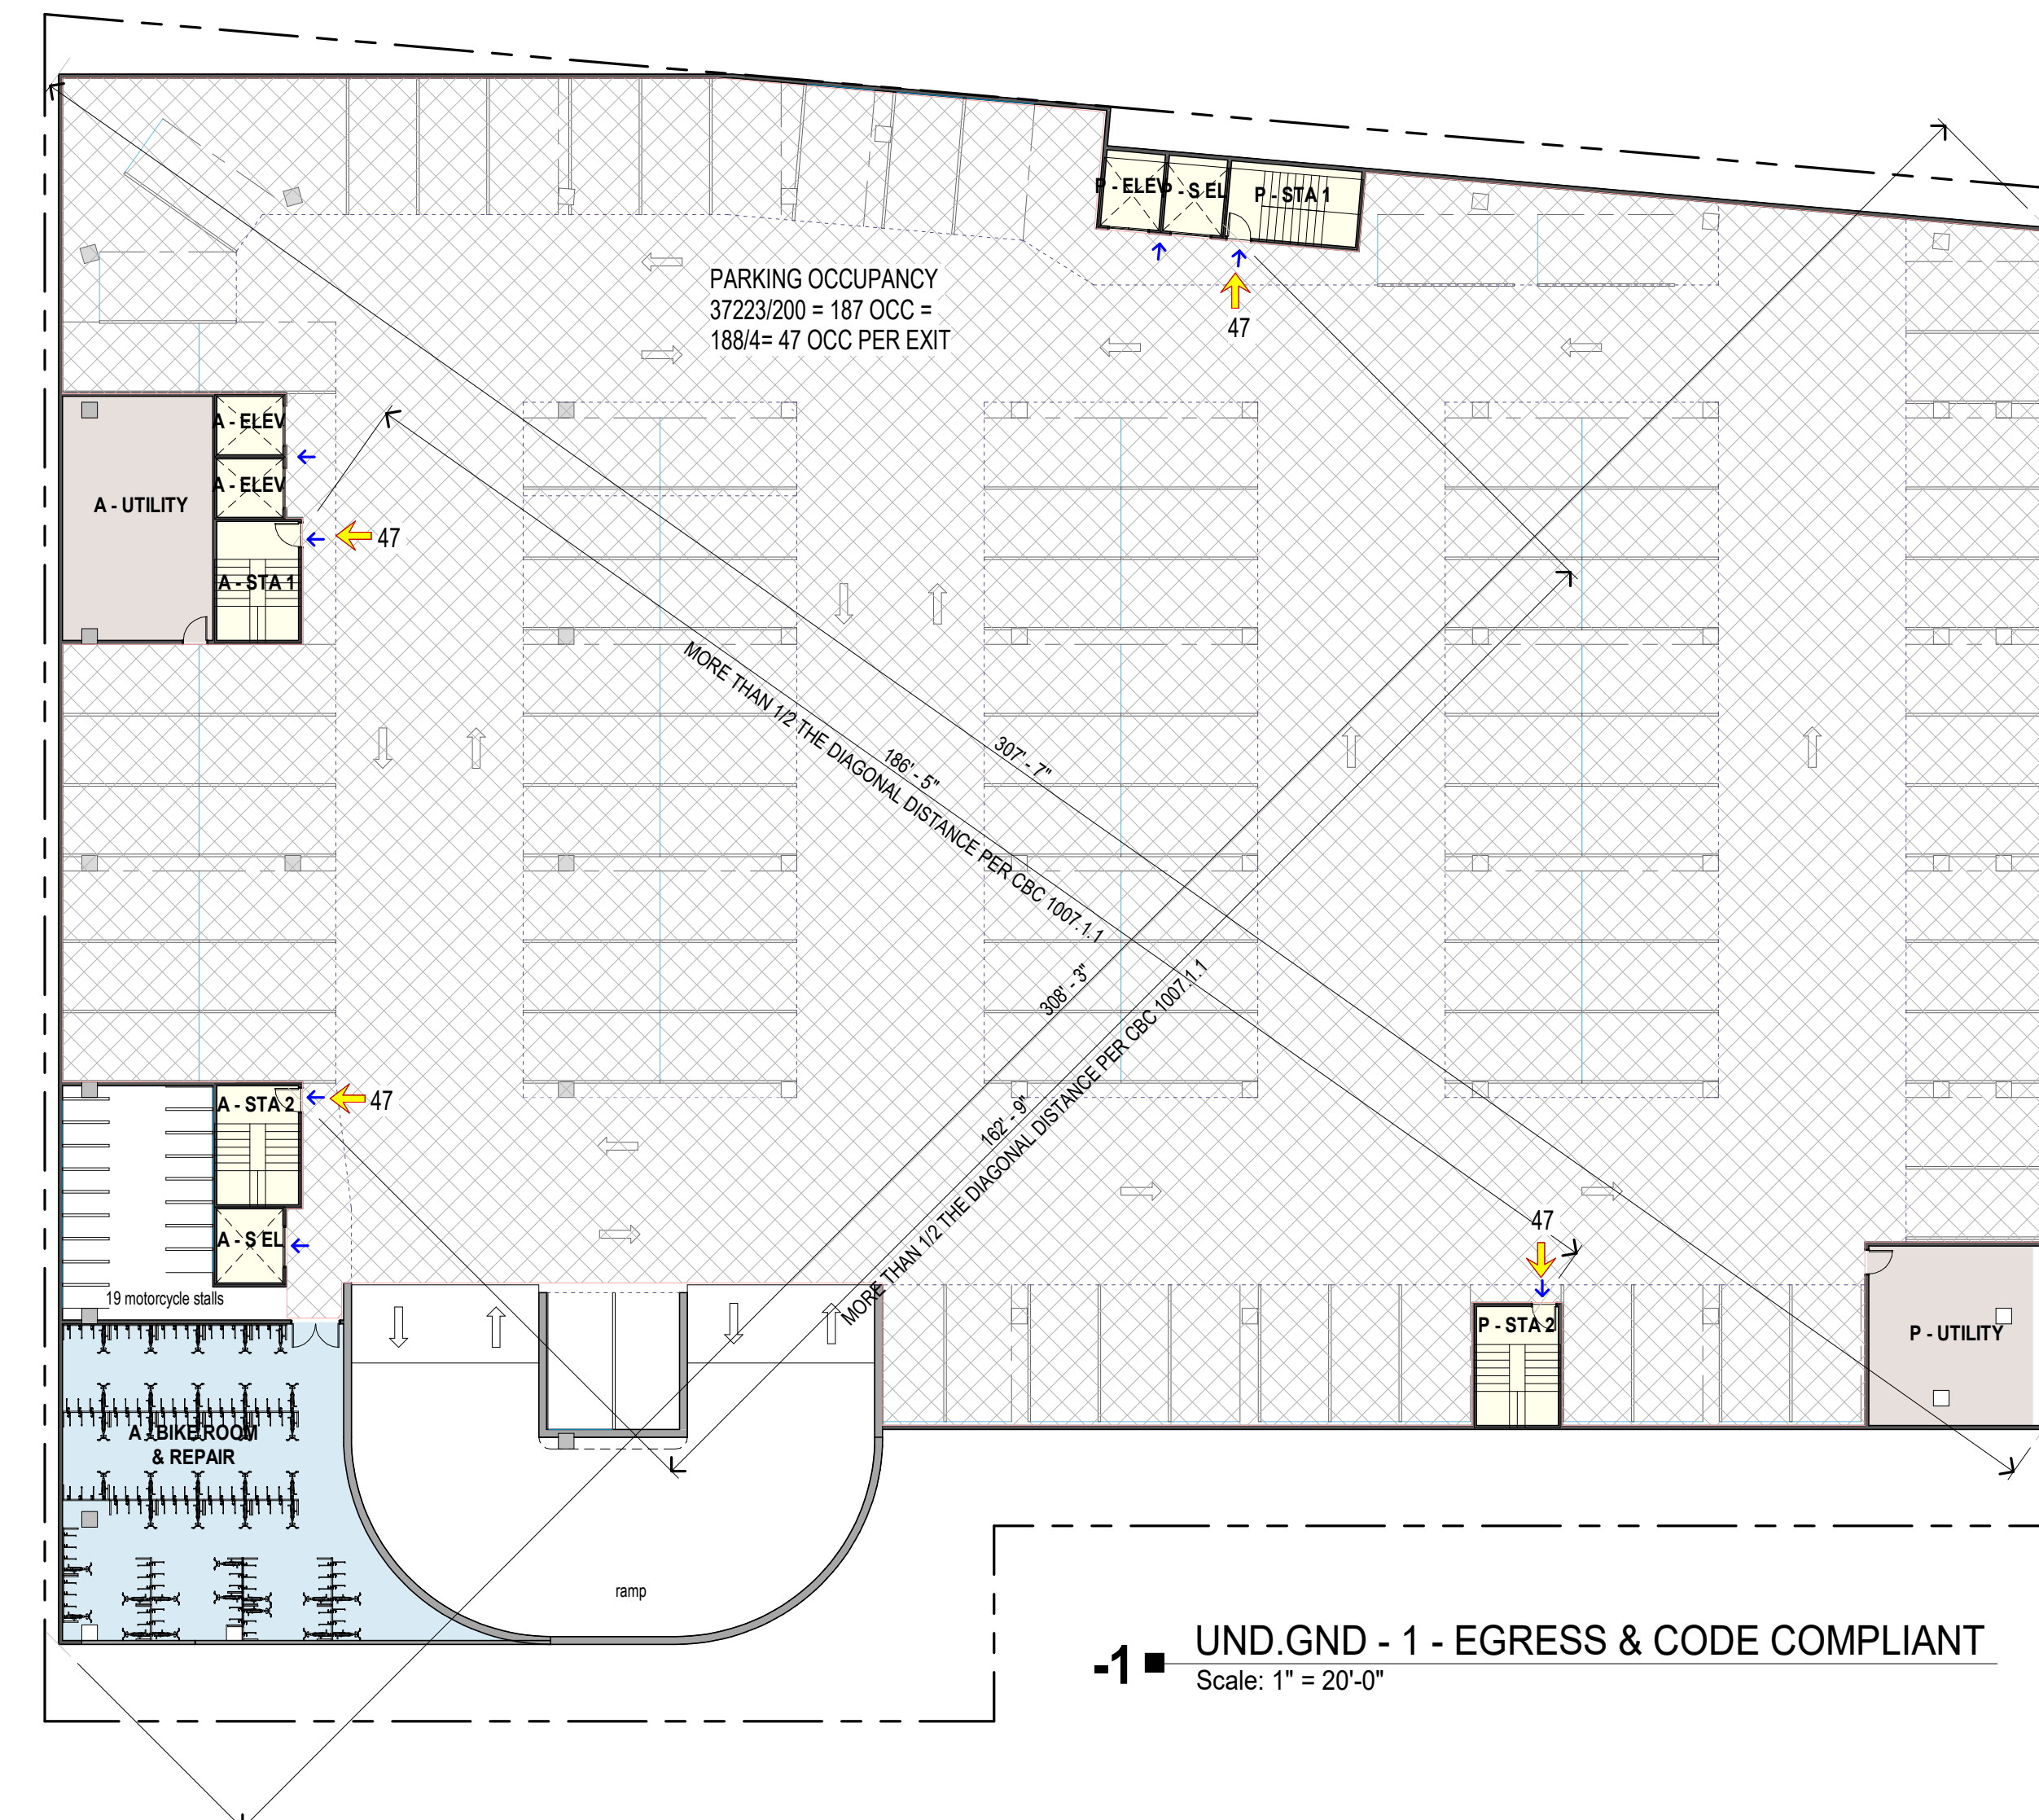 P - ELEV
P - S EL
P - STA 1
PARKING OCCUPANCY
37223/200 = 187 OCC =
188/4= 47 OCC PER EXIT
47
A - ELEV
A - ELEV
A - UTILITY
47
A - STA 1
MORE THAN 1/2 THE DIAGONAL DISTANCE PER CBC 1007.1.1
186' - 5"
307' - 7"
308' - 3"
162' - 9"
MORE THAN 1/2 THE DIAGONAL DISTANCE PER CBC 1007.1.1
A - STA 2
47
A - S EL
19 motorcycle stalls
47
P - STA 2
P - UTILITY
A - BIKE ROOM
& REPAIR
ramp
-1
UND.GND - 1 - EGRESS & CODE COMPLIANT
Scale: 1" = 20'-0"